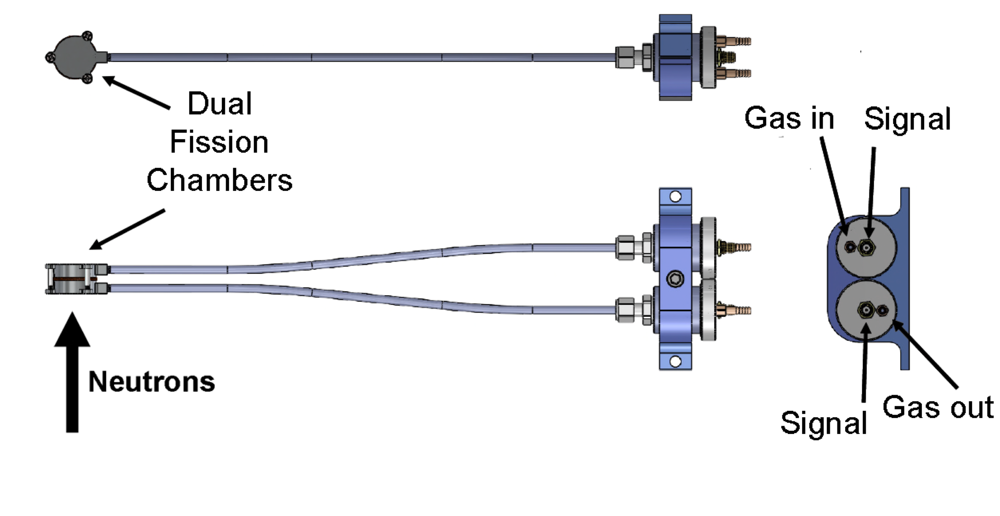 Dual
Fission
Chambers
Gas in
Signal
Neutrons
Signal
Gas out